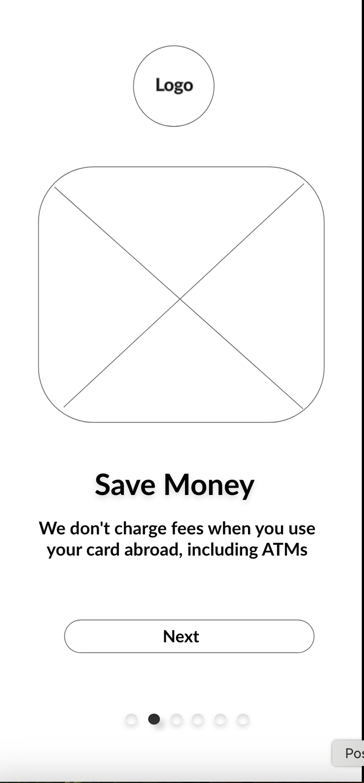 Logo
Save Money
We don't charge fees when you use
your card abroad, including ATMs
Next